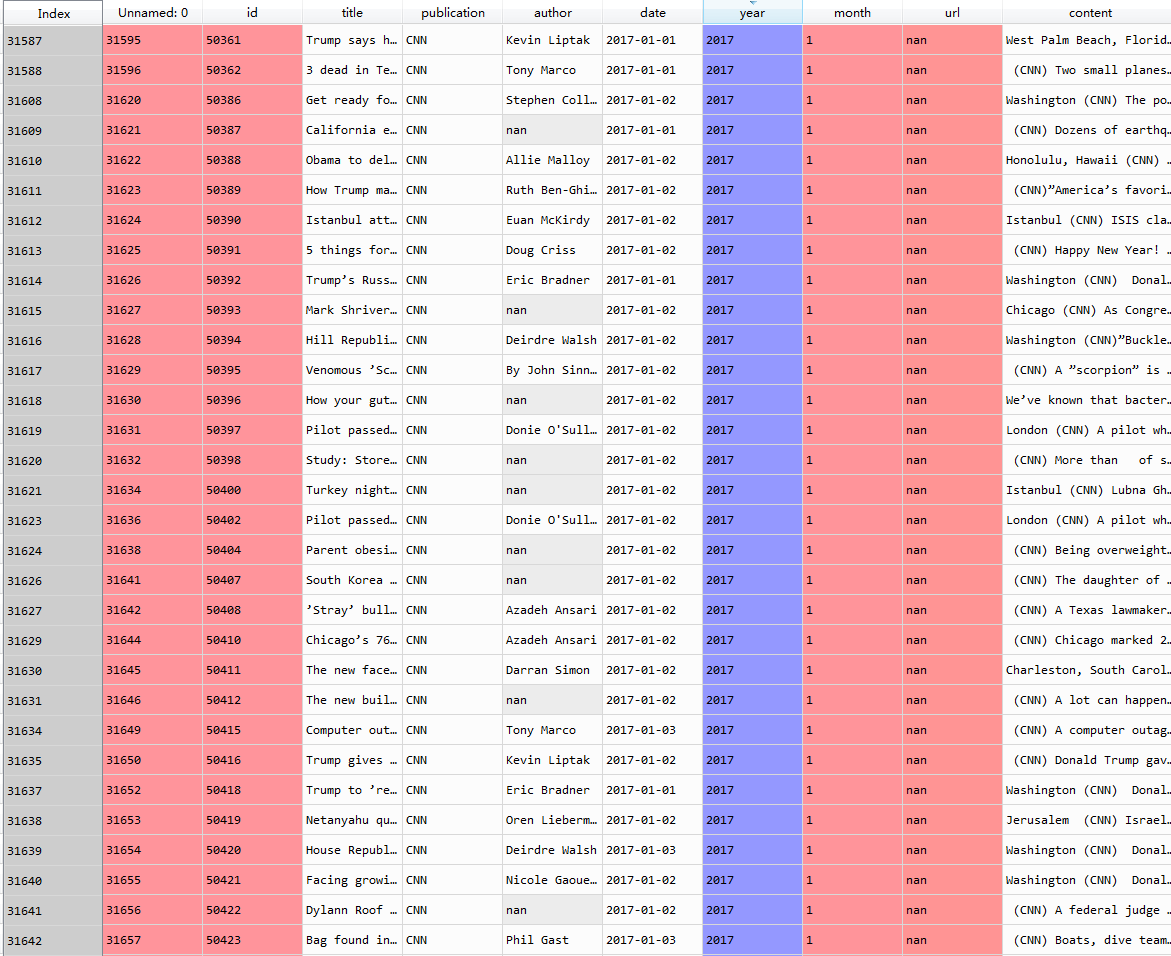 Index Unnamed: 0 id title publication author date year month url content
31587 31595 50361 Trump says h… CNN Kevin Liptak 2017-01-01 2017 1 nan West Palm Beach, Florid…
31588 31596 50362 3 dead in Te… CNN Tony Marco 2017-01-01 2017 1 nan (CNN) Two small planes…
31608 31620 50386 Get ready fo… CNN Stephen Coll… 2017-01-02 2017 1 nan Washington (CNN) The po…
31609 31621 50387 California e… CNN nan 2017-01-01 2017 1 nan (CNN) Dozens of earthq…
31610 31622 50388 Obama to del… CNN Allie Malloy 2017-01-02 2017 1 nan Honolulu, Hawaii (CNN) …
31611 31623 50389 How Trump ma… CNN Ruth Ben-Ghi… 2017-01-02 2017 1 nan (CNN)”America’s favori…
31612 31624 50390 Istanbul att… CNN Euan McKirdy 2017-01-02 2017 1 nan Istanbul (CNN) ISIS cla…
31613 31625 50391 5 things for… CNN Doug Criss 2017-01-02 2017 1 nan (CNN) Happy New Year! …
31614 31626 50392 Trump’s Russ… CNN Eric Bradner 2017-01-01 2017 1 nan Washington (CNN) Donal…
31615 31627 50393 Mark Shriver… CNN nan 2017-01-02 2017 1 nan Chicago (CNN) As Congre…
31616 31628 50394 Hill Republi… CNN Deirdre Walsh 2017-01-02 2017 1 nan Washington (CNN)”Buckle…
31617 31629 50395 Venomous ’Sc… CNN By John Sinn… 2017-01-02 2017 1 nan (CNN) A ”scorpion” is …
31618 31630 50396 How your gut… CNN nan 2017-01-02 2017 1 nan We’ve known that bacter…
31619 31631 50397 Pilot passed… CNN Donie O'Sull… 2017-01-02 2017 1 nan London (CNN) A pilot wh…
31620 31632 50398 Study: Store… CNN nan 2017-01-02 2017 1 nan (CNN) More than of s…
31621 31634 50400 Turkey night… CNN nan 2017-01-02 2017 1 nan Istanbul (CNN) Lubna Gh…
31623 31636 50402 Pilot passed… CNN Donie O'Sull… 2017-01-02 2017 1 nan London (CNN) A pilot wh…
31624 31638 50404 Parent obesi… CNN nan 2017-01-02 2017 1 nan (CNN) Being overweight…
31626 31641 50407 South Korea … CNN nan 2017-01-02 2017 1 nan (CNN) The daughter of …
31627 31642 50408 ’Stray’ bull… CNN Azadeh Ansari 2017-01-02 2017 1 nan (CNN) A Texas lawmaker…
31629 31644 50410 Chicago’s 76… CNN Azadeh Ansari 2017-01-02 2017 1 nan (CNN) Chicago marked 2…
31630 31645 50411 The new face… CNN Darran Simon 2017-01-02 2017 1 nan Charleston, South Carol…
31631 31646 50412 The new buil… CNN nan 2017-01-02 2017 1 nan (CNN) A lot can happen…
31634 31649 50415 Computer out… CNN Tony Marco 2017-01-03 2017 1 nan (CNN) A computer outag…
31635 31650 50416 Trump gives … CNN Kevin Liptak 2017-01-01 2017 1 nan (CNN) Donald Trump gav…
31637 31652 50418 Trump to ’re… CNN Eric Bradner 2017-01-01 2017 1 nan Washington (CNN) Donal…
31638 31653 50419 Netanyahu qu… CNN Oren Lieberm… 2017-01-02 2017 1 nan Jerusalem (CNN) Israel…
31639 31654 50420 House Republ… CNN Deirdre Walsh 2017-01-03 2017 1 nan Washington (CNN) Donal…
31640 31655 50421 Facing growi… CNN Nicole Gaoue… 2017-01-02 2017 1 nan Washington (CNN) Donal…
31641 31656 50422 Dylann Roof … CNN nan 2017-01-02 2017 1 nan (CNN) A federal judge …
31642 31657 50423 Bag found in… CNN Phil Gast 2017-01-03 2017 1 nan (CNN) Boats, dive team…